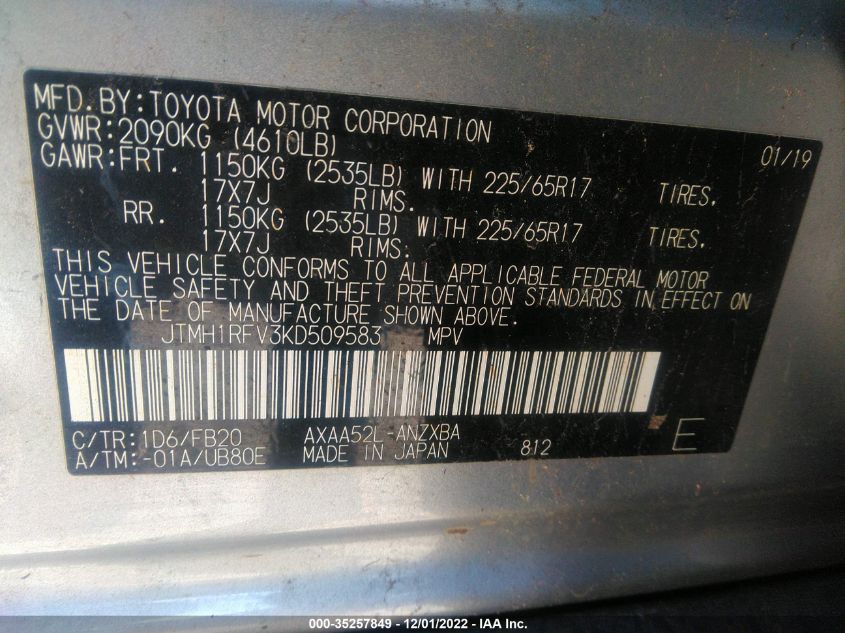 MFD.BY:TOYOTA MOTOR CORPORATION 01/19
GVWR:2090KG (4610LB)
GAWR:FRT. 1150KG (2535LB) WITH 225/65R17 TIRES.
17X7J RIMS.
RR. 1150KG (2535LB) WITH 225/65R17 TIRES.
17X7J RIMS:
THIS VEHICLE CONFORMS TO ALL APPLICABLE FEDERAL MOTOR
VEHICLE SAFETY AND THEFT PREVENTION STANDARDS IN EFFECT ON
THE DATE OF MANUFACTURE SHOWN ABOVE.
JTMH1RFV3KD509583 MPV
C/TR:1D6/FB20 AXAA52L-ANZXBA
A/TM:-01A/UB80E MADE IN JAPAN 812 E
000-35257849 - 12/01/2022 - IAA Inc.